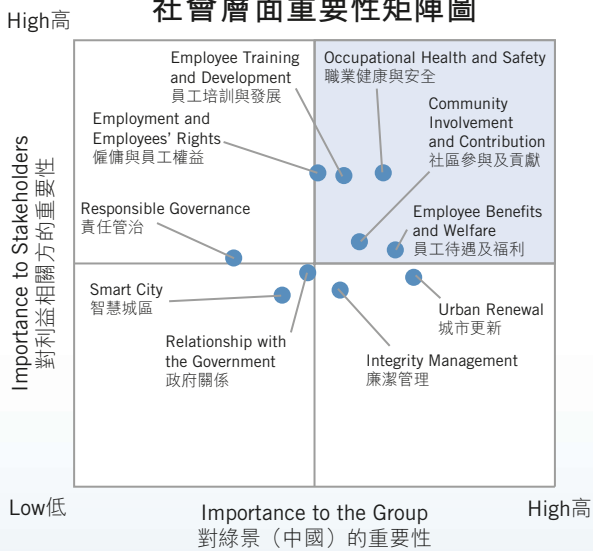 社會層面重要性矩陣圖
High高
Importance to Stakeholders
對利益相關方的重要性
Employee Training
and Development
員工培訓與發展
Occupational Health and Safety
職業健康與安全
Employment and
Employees' Rights
僱傭與員工權益
Community
Involvement
and Contribution
社區參與及貢獻
Responsible Governance
責任管治
Employee Benefits
and Welfare
員工待遇及福利
Smart City
智慧城區
Relationship with
the Government
政府關係
Urban Renewal
城市更新
Integrity Management
廉潔管理
Low低
Importance to the Group
對綠景（中國）的重要性
High高